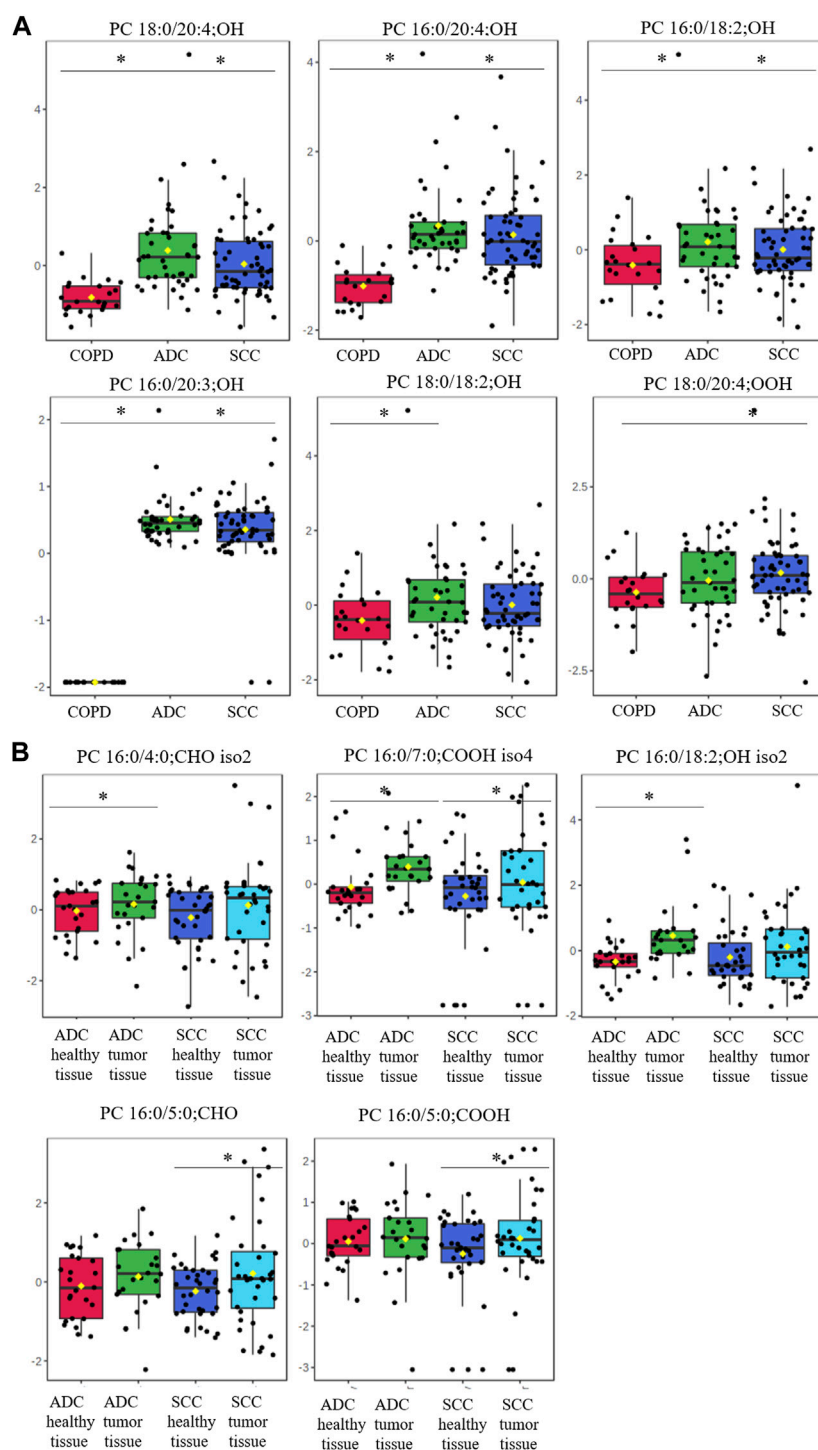 A
PC 18:0/20:4;OH
PC 16:0/20:4;OH
PC 16:0/18:2;OH
* *
* *
* *
4
2
0
4
2
0
-2
4
2
0
-2
COPD ADC SCC
COPD ADC SCC
COPD ADC SCC
PC 16:0/20:3;OH
PC 18:0/18:2;OH
PC 18:0/20:4;OOH
* *
*
*
2
1
0
-1
-2
4
2
0
-2
2.5
0.0
-2.5
COPD ADC SCC
COPD ADC SCC
COPD ADC SCC
B
PC 16:0/4:0;CHO iso2
PC 16:0/7:0;COOH iso4
PC 16:0/18:2;OH iso2
*
* *
*
2
0
-2
2
1
0
-1
-2
-3
4
2
0
-2
ADC ADC SCC SCC
healthy tumor healthy tumor
tissue tissue tissue tissue
ADC ADC SCC SCC
healthy tumor healthy tumor
tissue tissue tissue tissue
ADC ADC SCC SCC
healthy tumor healthy tumor
tissue tissue tissue tissue
PC 16:0/5:0;CHO
PC 16:0/5:0;COOH
*
*
2
0
-2
2
1
0
-1
-2
-3
ADC ADC SCC SCC
healthy tumor healthy tumor
tissue tissue tissue tissue
ADC ADC SCC SCC
healthy tumor healthy tumor
tissue tissue tissue tissue